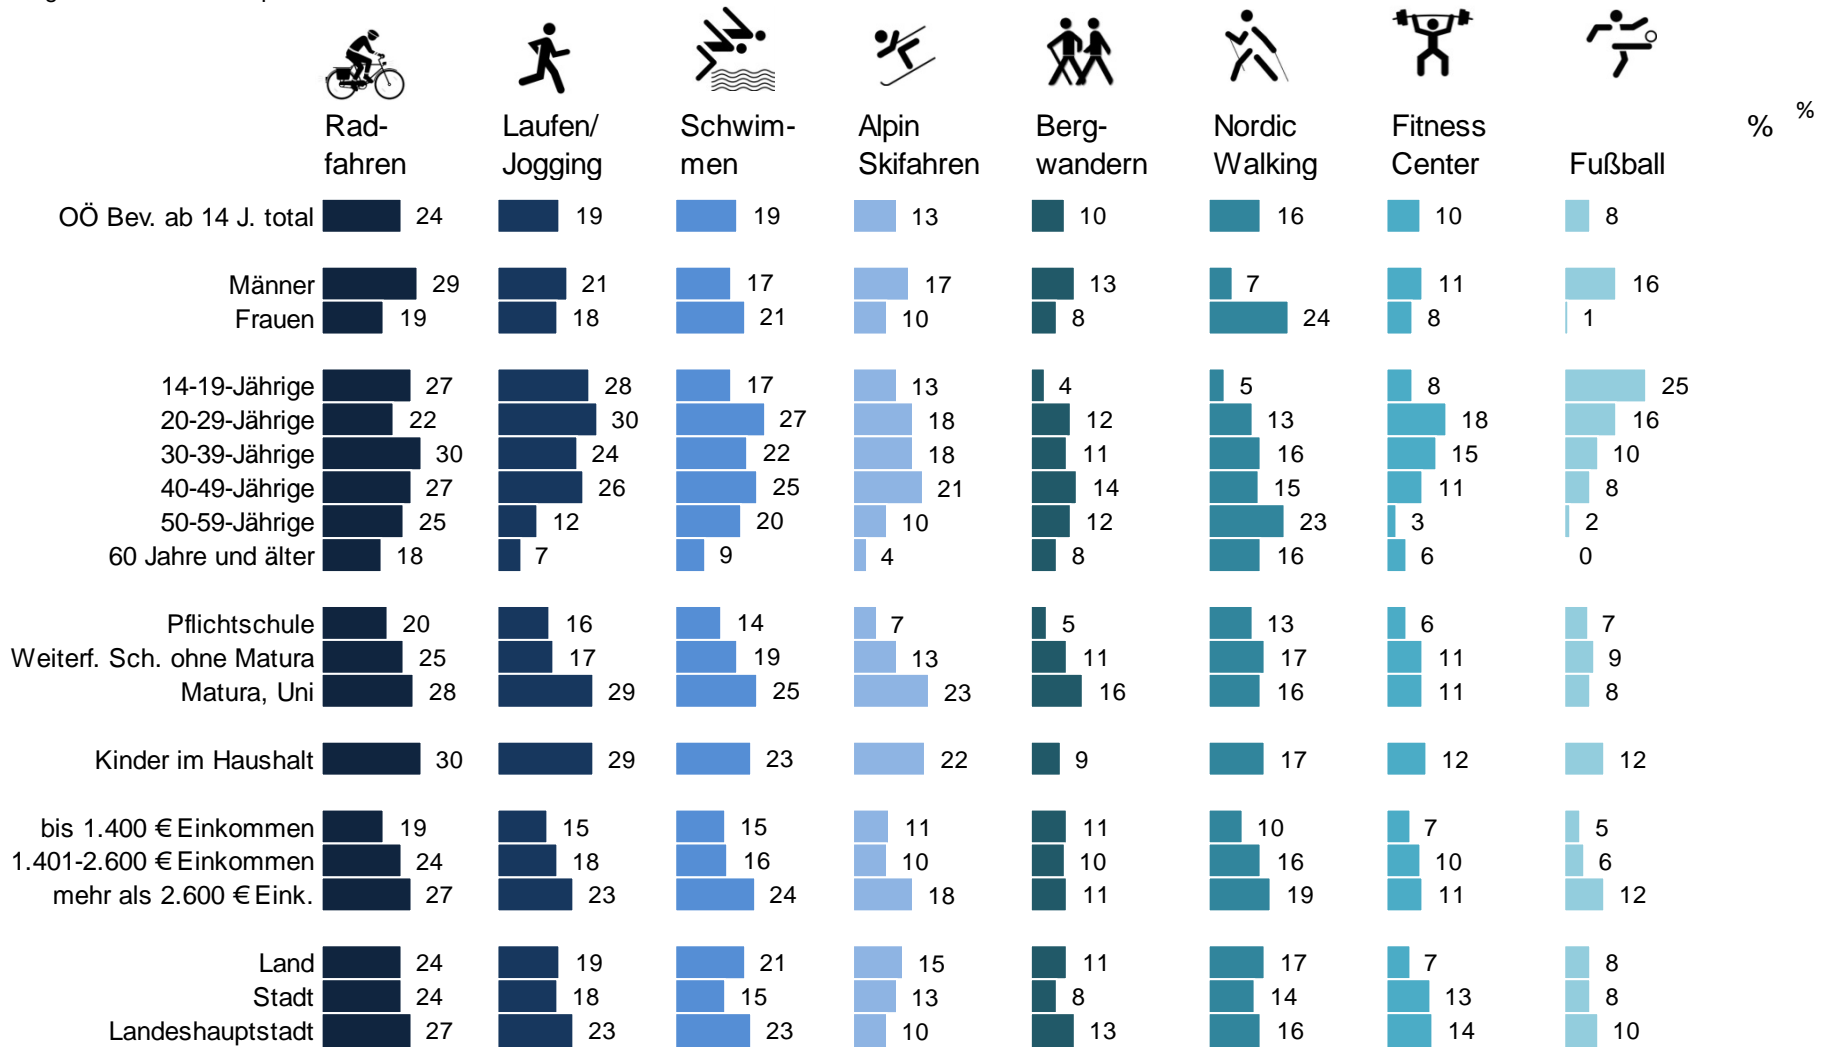 Rad-
fahren
Laufen/
Jogging
Schwim-
men
Alpin
Skifahren
Berg-
wandern
Nordic
Walking
Fitness
Center
Fußball
% %
OÖ Bev. ab 14 J. total 24 19 19 13 10 16 10 8
Männer 29 21 17 17 13 7 11 16
Frauen 19 18 21 10 8 24 8 1
14-19-Jährige 27 28 17 13 4 5 8 25
20-29-Jährige 22 30 27 18 12 13 18 16
30-39-Jährige 30 24 22 18 11 16 15 10
40-49-Jährige 27 26 25 21 14 15 11 8
50-59-Jährige 25 12 20 10 12 23 3 2
60 Jahre und älter 18 7 9 4 8 16 6 0
Pflichtschule 20 16 14 7 5 13 6 7
Weiterf. Sch. ohne Matura 25 17 19 13 11 17 11 9
Matura, Uni 28 29 25 23 16 16 11 8
Kinder im Haushalt 30 29 23 22 9 17 12 12
bis 1.400 € Einkommen 19 15 15 11 11 10 7 5
1.401-2.600 € Einkommen 24 18 16 10 10 16 10 6
mehr als 2.600 € Eink. 27 23 24 18 11 19 11 12
Land 24 19 21 15 11 17 7 8
Stadt 24 18 15 13 8 14 13 8
Landeshauptstadt 27 23 23 10 13 16 14 10